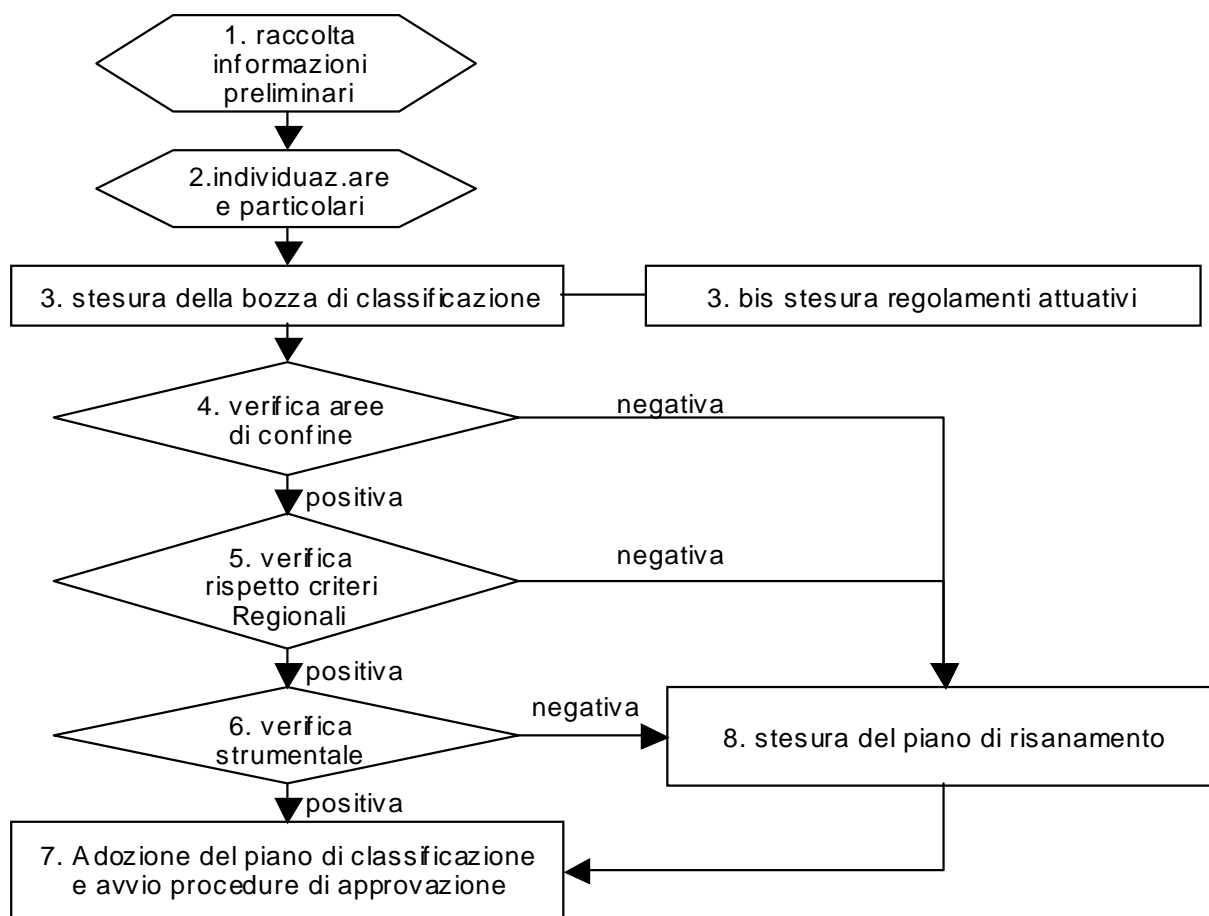 1. raccolta
informazioni
preliminari
2.individuaz.are
e particolari
3. stesura della bozza di classificazione
3. bis stesura regolamenti attuativi
4. verifica aree
di confine
negativa
positiva
5. verifica
rispetto criteri
Regionali
negativa
positiva
6. verifica
strumentale
negativa
8. stesura del piano di risanamento
positiva
7. Adozione del piano di classificazione
e avvio procedure di approvazione